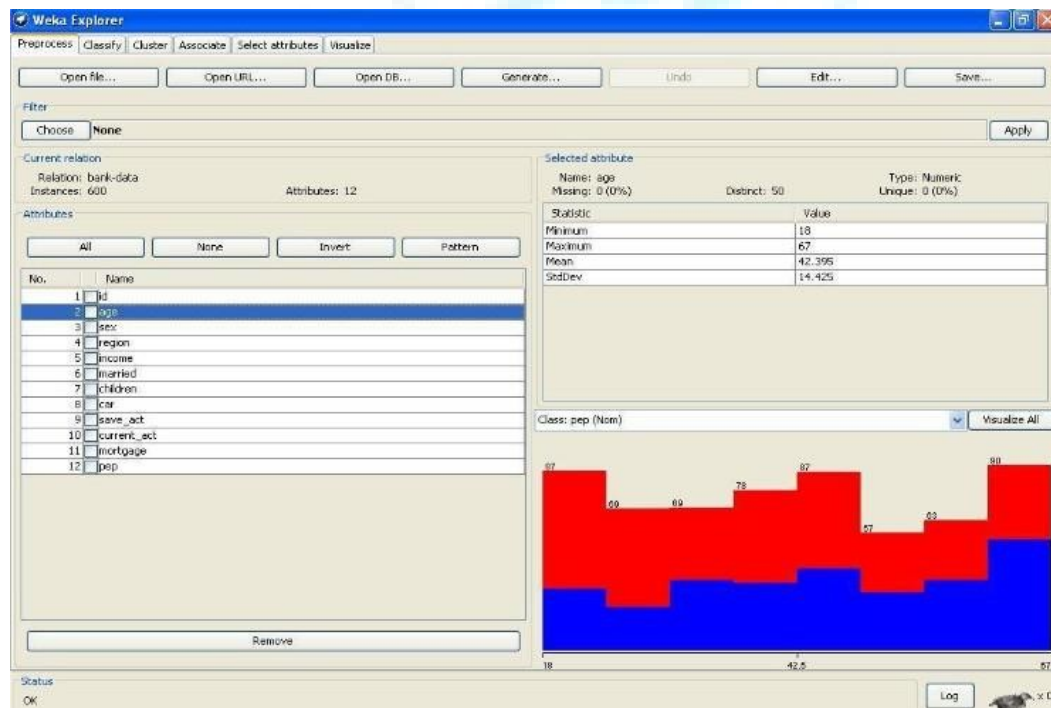 Weka Explorer
Preprocess Classify Cluster Associate Select attributes Visualize
Open file... Open URL... Open DB... Generate... Undo Edit... Save...
Filter
Choose None Apply
Current relation
Relation: bank-data
Instances: 600 Attributes: 12
Attributes
All None Invert Pattern
No. Name
1 id
2 age
3 sex
4 region
5 income
6 married
7 children
8 car
9 save_act
10 current_act
11 mortgage
12 pep
Remove
Selected attribute
Name: age Type: Numeric
Missing: 0 (0%) Distinct: 50 Unique: 0 (0%)
Statistic Value
Minimum 18
Maximum 67
Mean 42.395
StdDev 14.425
Class: pep (Nom) Visualize All
87 69 69 78 87 57 63 90
18 42.5 67
Status
OK Log x 0